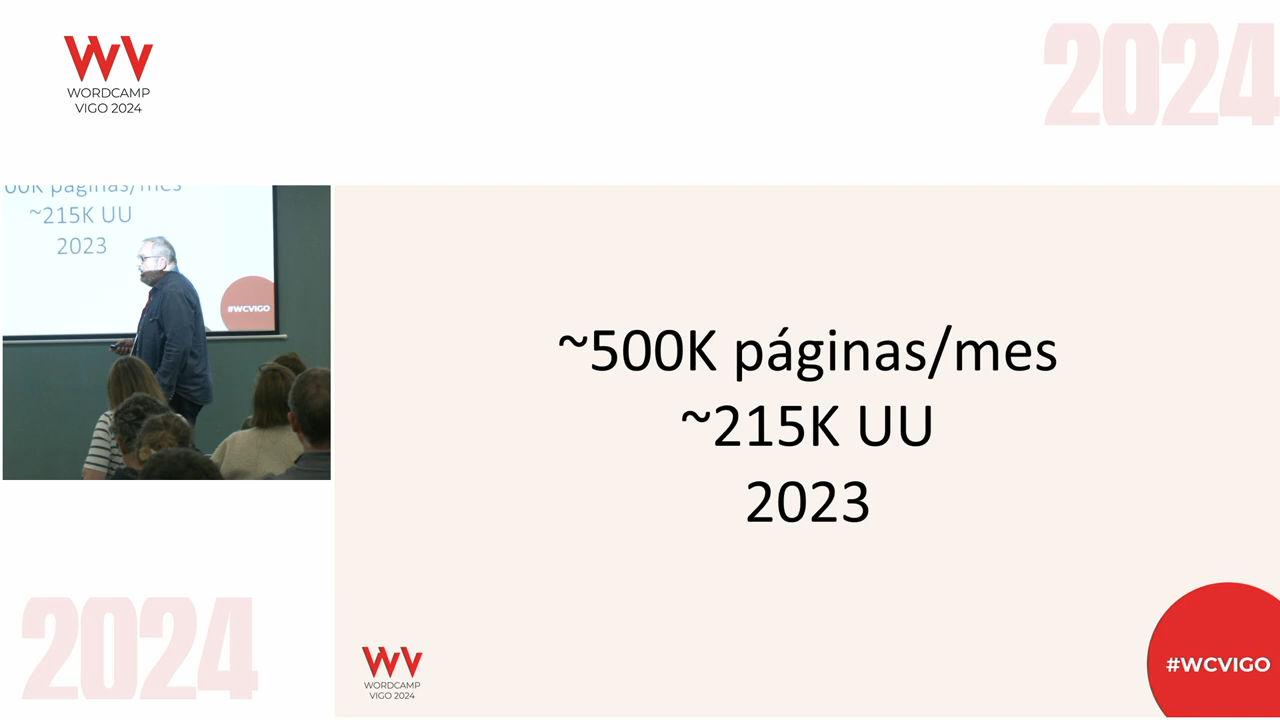 WORDCAMP
VIGO 2024
2024
00K páginas/mes
~215K UU
2023
#WCVIGO
~500K páginas/mes
~215K UU
2023
2024
WORDCAMP
VIGO 2024
#WCVIGO